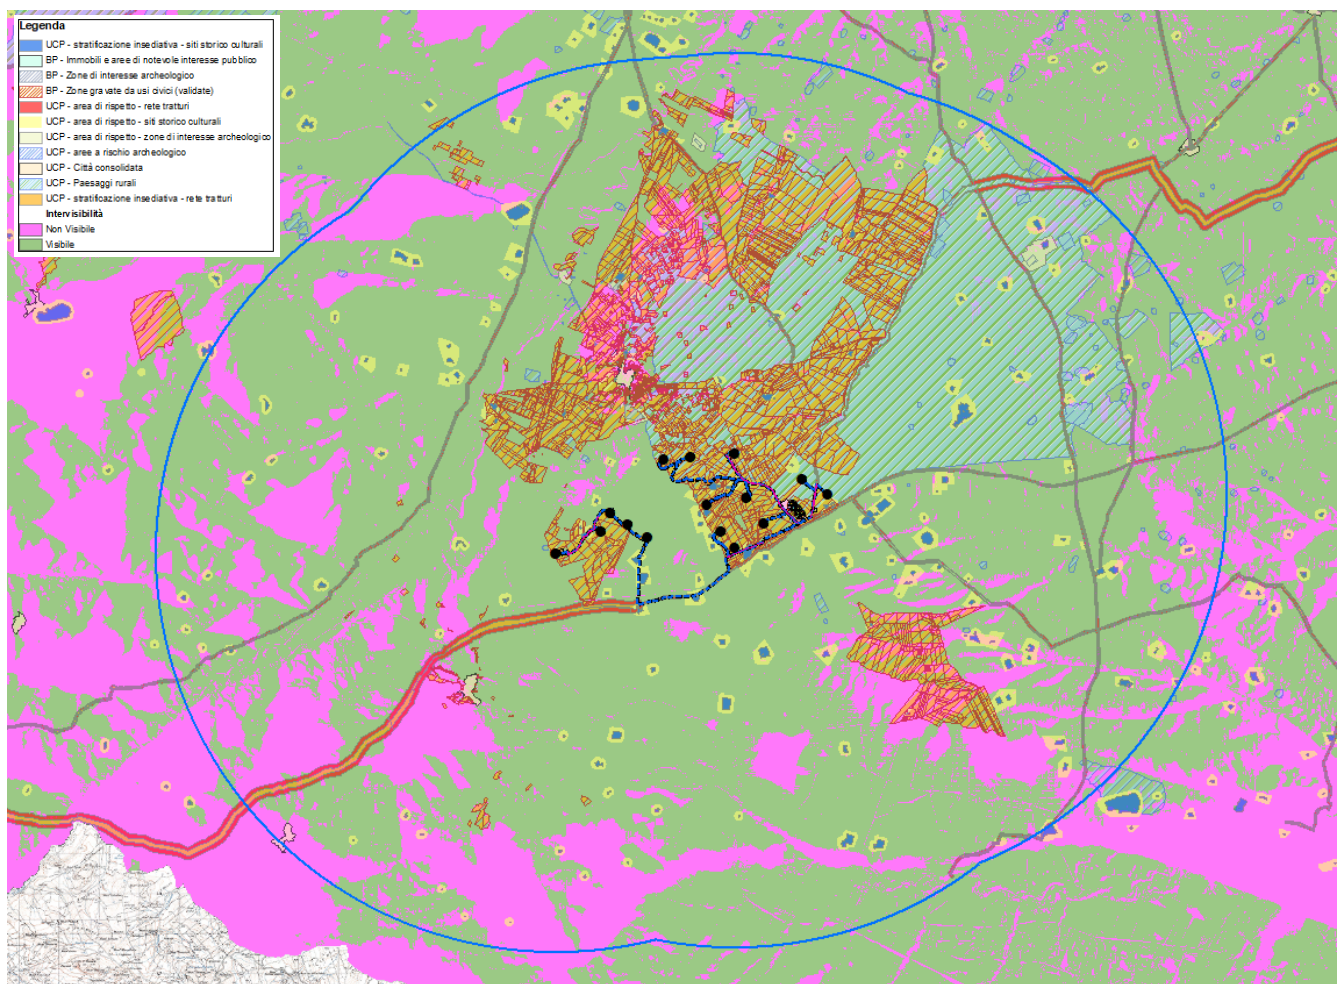 Legenda
UCP - stratificazione insediativa - siti storico culturali
BP - Immobili e aree di notevole interesse pubblico
BP - Zone di interesse archeologico
BP - Zone gravate da usi civici (validate)
UCP - area di rispetto - rete tratturi
UCP - area di rispetto - siti storico culturali
UCP - area di rispetto - zone di interesse archeologico
UCP - aree a rischio archeologico
UCP - Città consolidata
UCP - Paesaggi rurali
UCP - stratificazione insediativa - rete tratturi
Intervisibilità
Non Visibile
Visibile